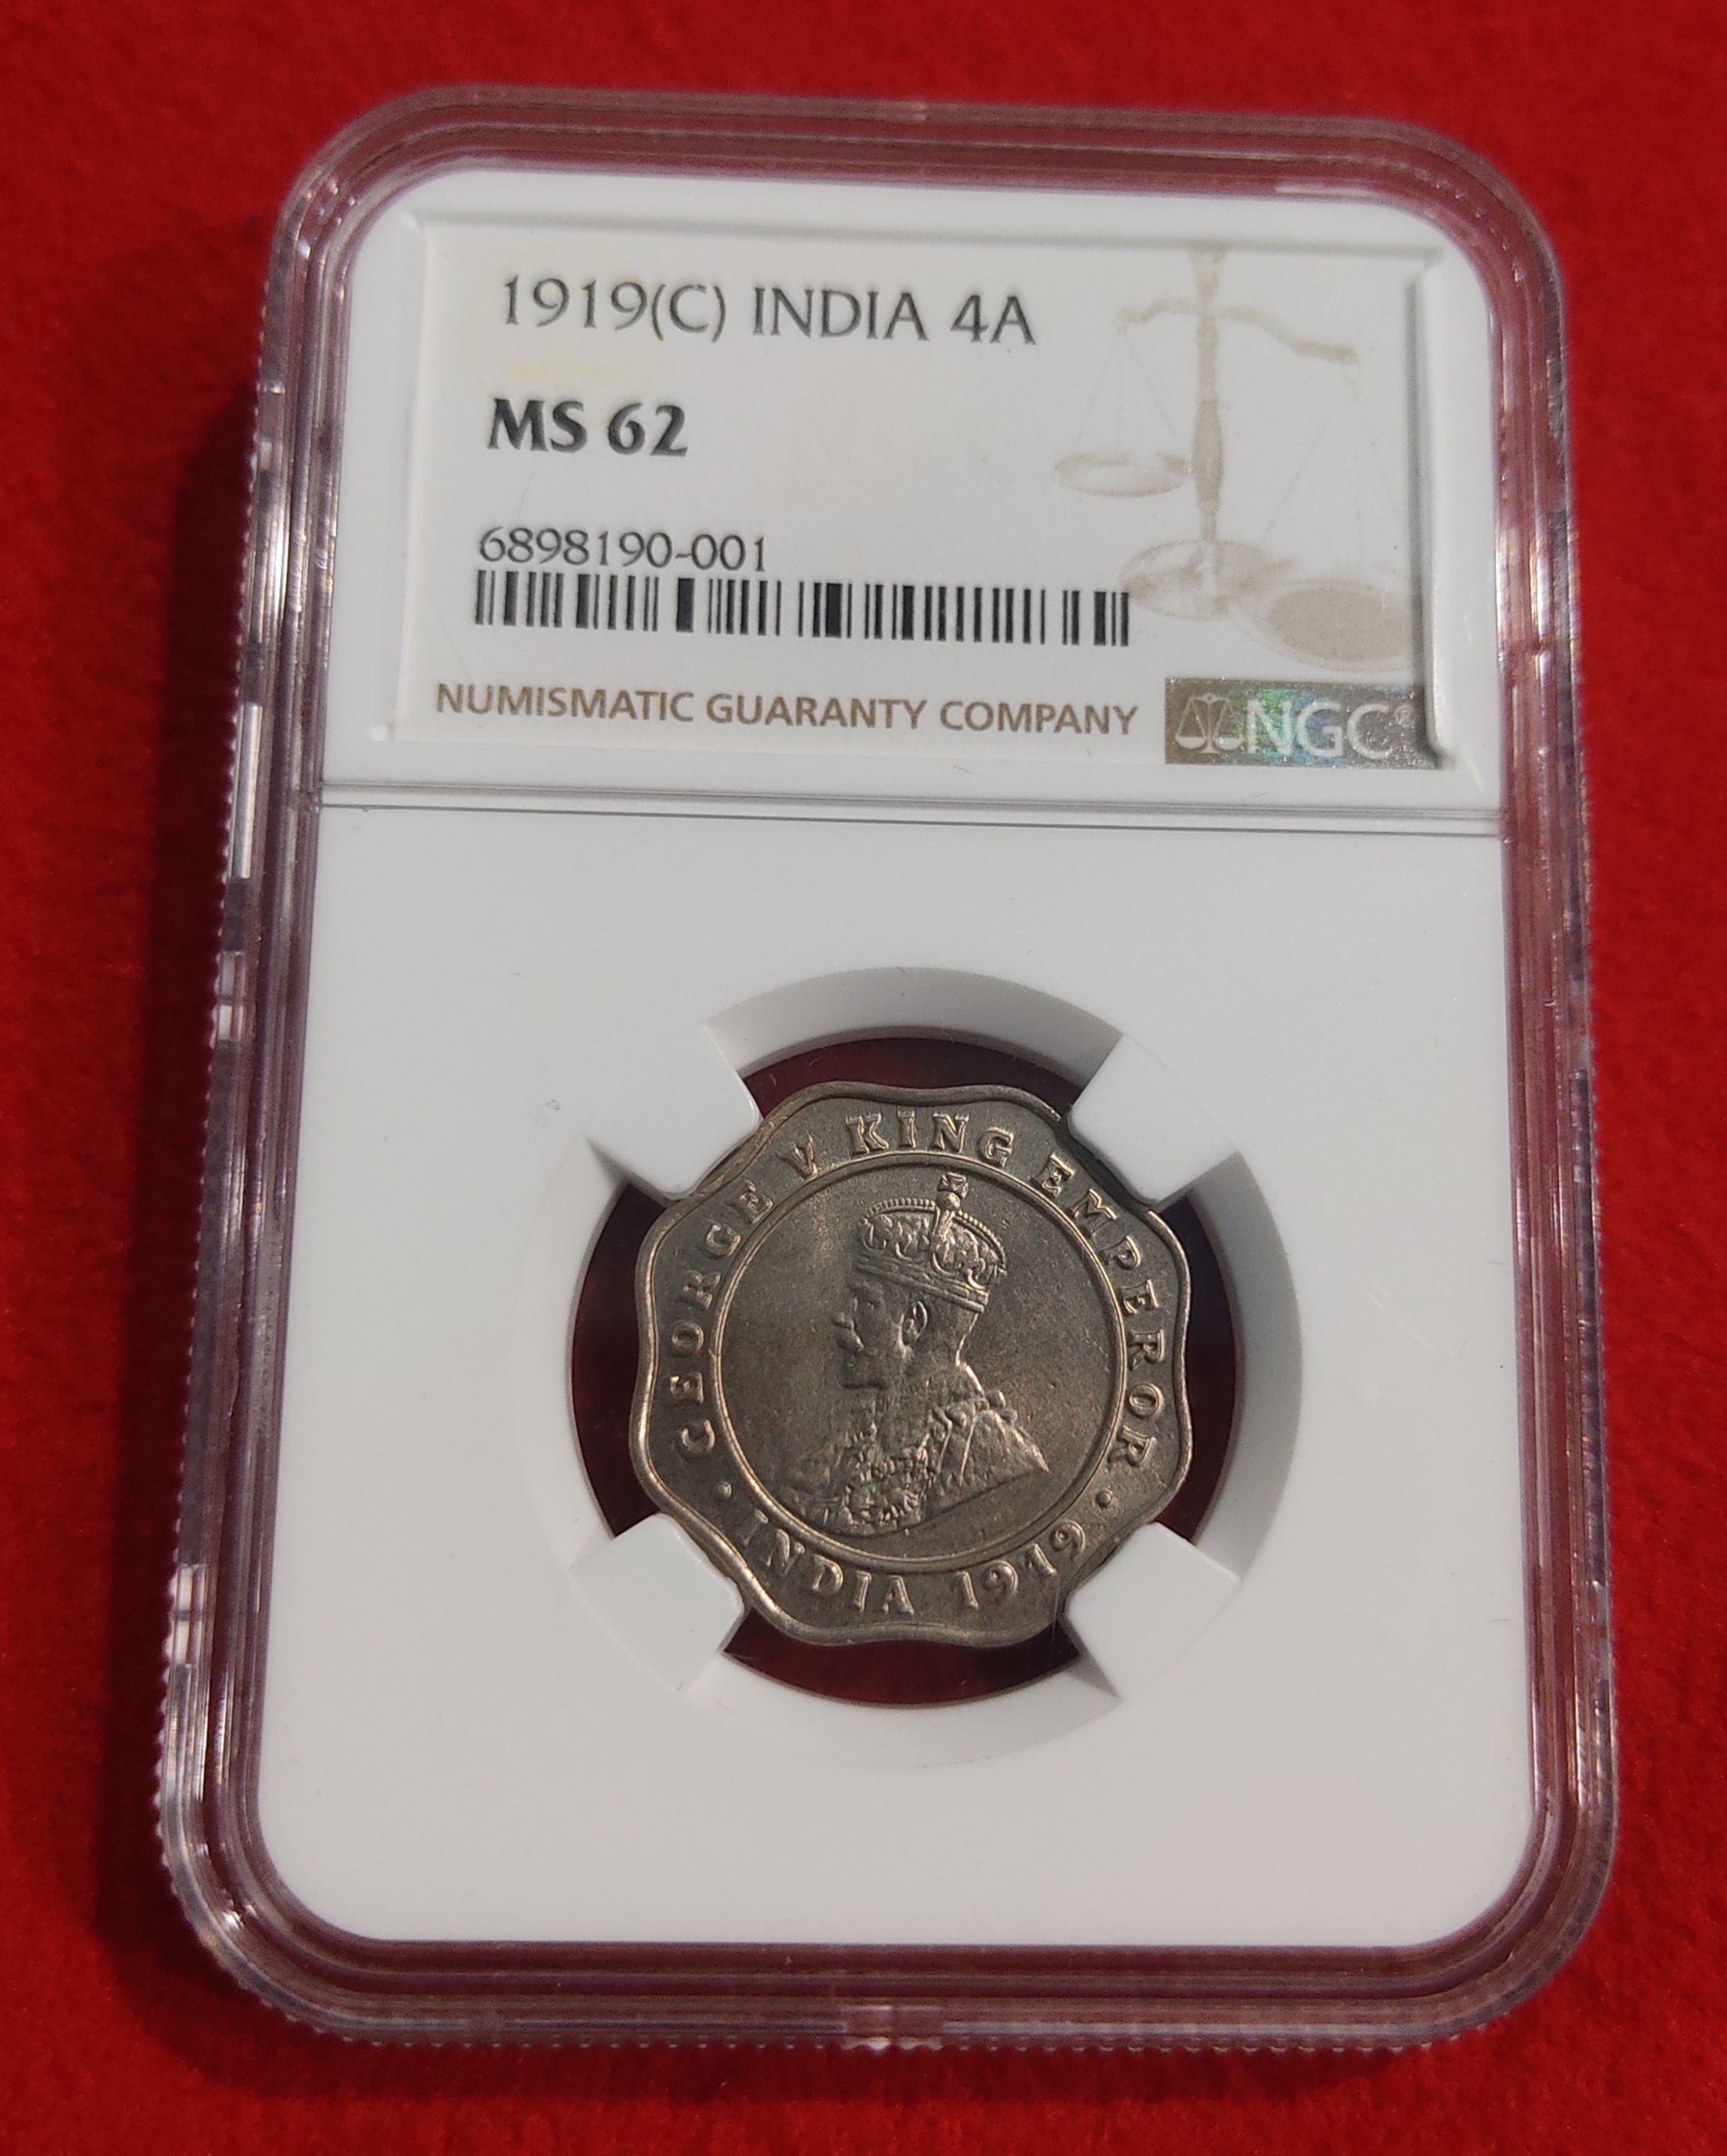 1919(C) INDIA 4A
MS 62
6898190-001
NUMISMATIC GUARANTY COMPANY NGC®
GEORGE V KING EMPEROR
• INDIA 1919 •